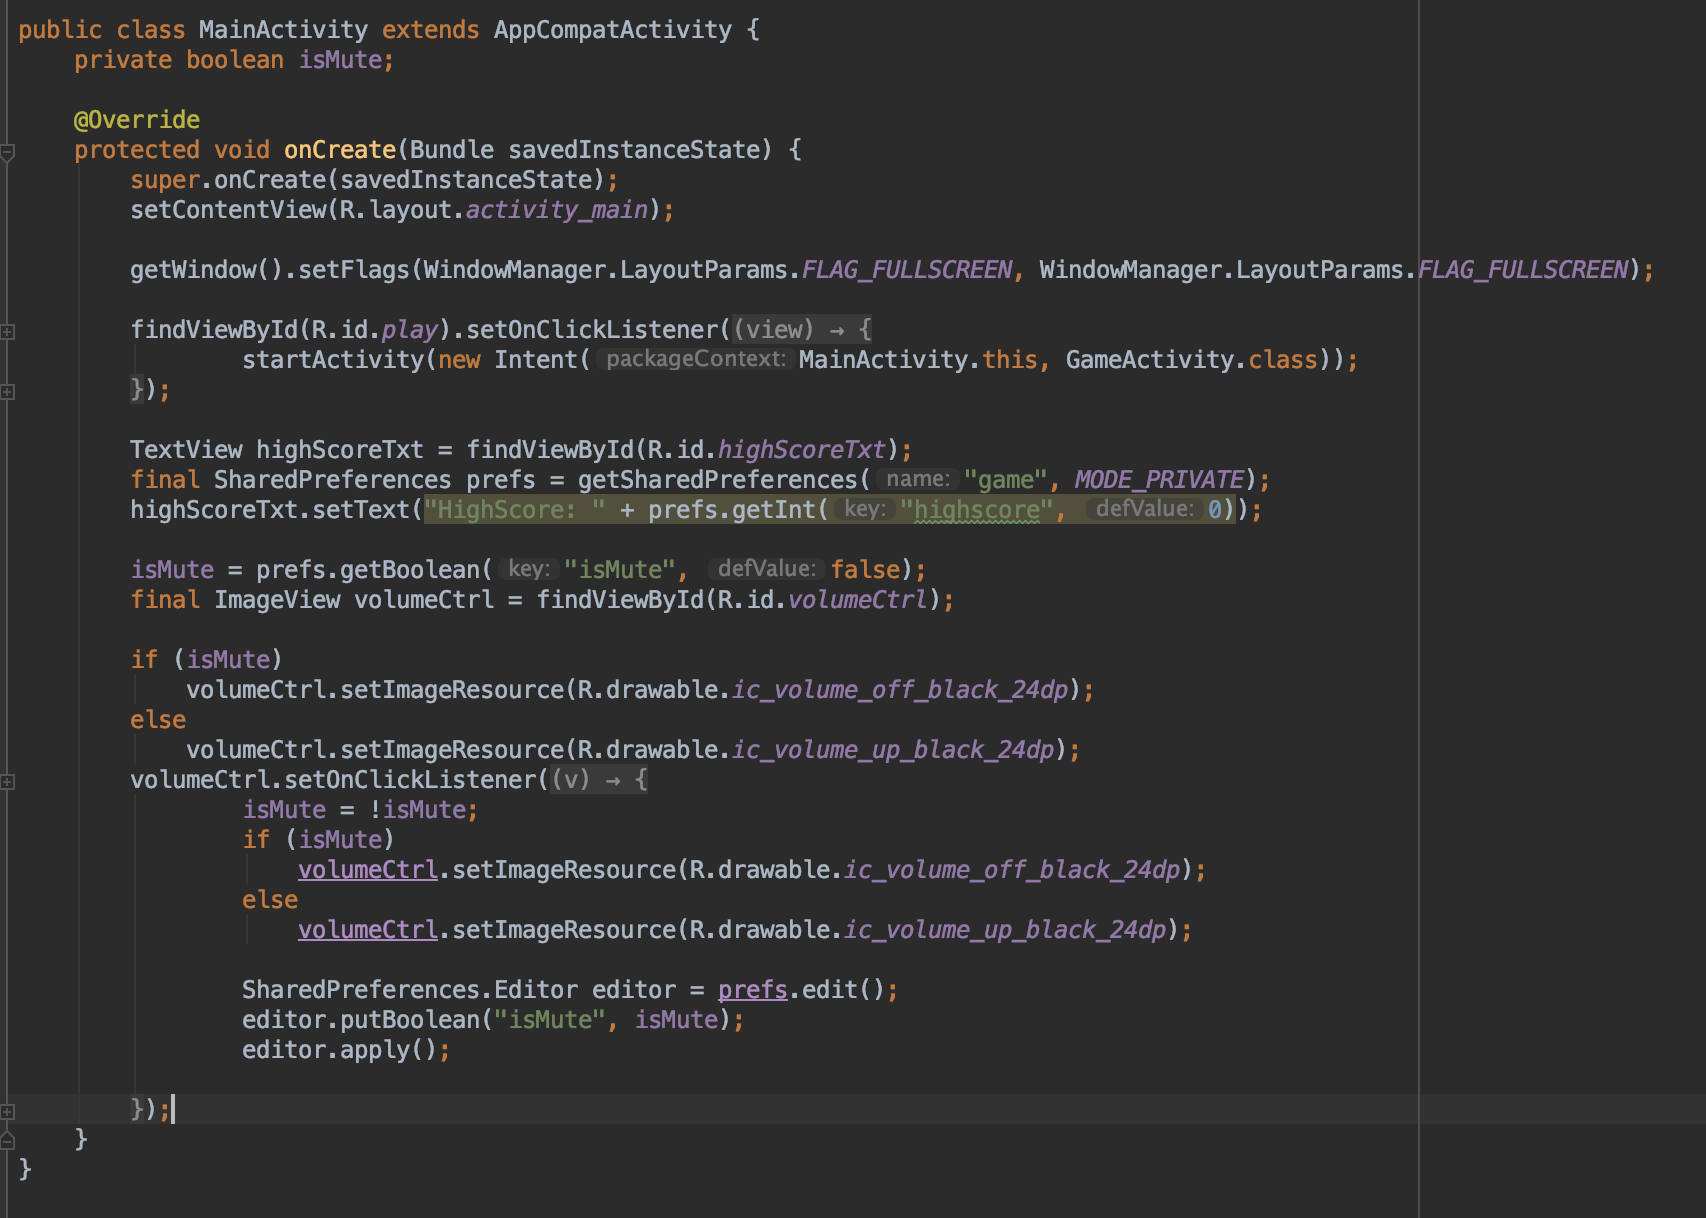 public class MainActivity extends AppCompatActivity {
    private boolean isMute;

    @Override
    protected void onCreate(Bundle savedInstanceState) {
        super.onCreate(savedInstanceState);
        setContentView(R.layout.activity_main);

        getWindow().setFlags(WindowManager.LayoutParams.FLAG_FULLSCREEN, WindowManager.LayoutParams.FLAG_FULLSCREEN);

        findViewById(R.id.play).setOnClickListener((view) → {
                startActivity(new Intent( packageContext: MainActivity.this, GameActivity.class));
        });

        TextView highScoreTxt = findViewById(R.id.highScoreTxt);
        final SharedPreferences prefs = getSharedPreferences( name: "game", MODE_PRIVATE);
        highScoreTxt.setText("HighScore: " + prefs.getInt( key: "highscore", defValue: 0));

        isMute = prefs.getBoolean( key: "isMute", defValue: false);
        final ImageView volumeCtrl = findViewById(R.id.volumeCtrl);

        if (isMute)
            volumeCtrl.setImageResource(R.drawable.ic_volume_off_black_24dp);
        else
            volumeCtrl.setImageResource(R.drawable.ic_volume_up_black_24dp);
        volumeCtrl.setOnClickListener((v) → {
                isMute = !isMute;
                if (isMute)
                    volumeCtrl.setImageResource(R.drawable.ic_volume_off_black_24dp);
                else
                    volumeCtrl.setImageResource(R.drawable.ic_volume_up_black_24dp);

                SharedPreferences.Editor editor = prefs.edit();
                editor.putBoolean("isMute", isMute);
                editor.apply();

        });
    }
}